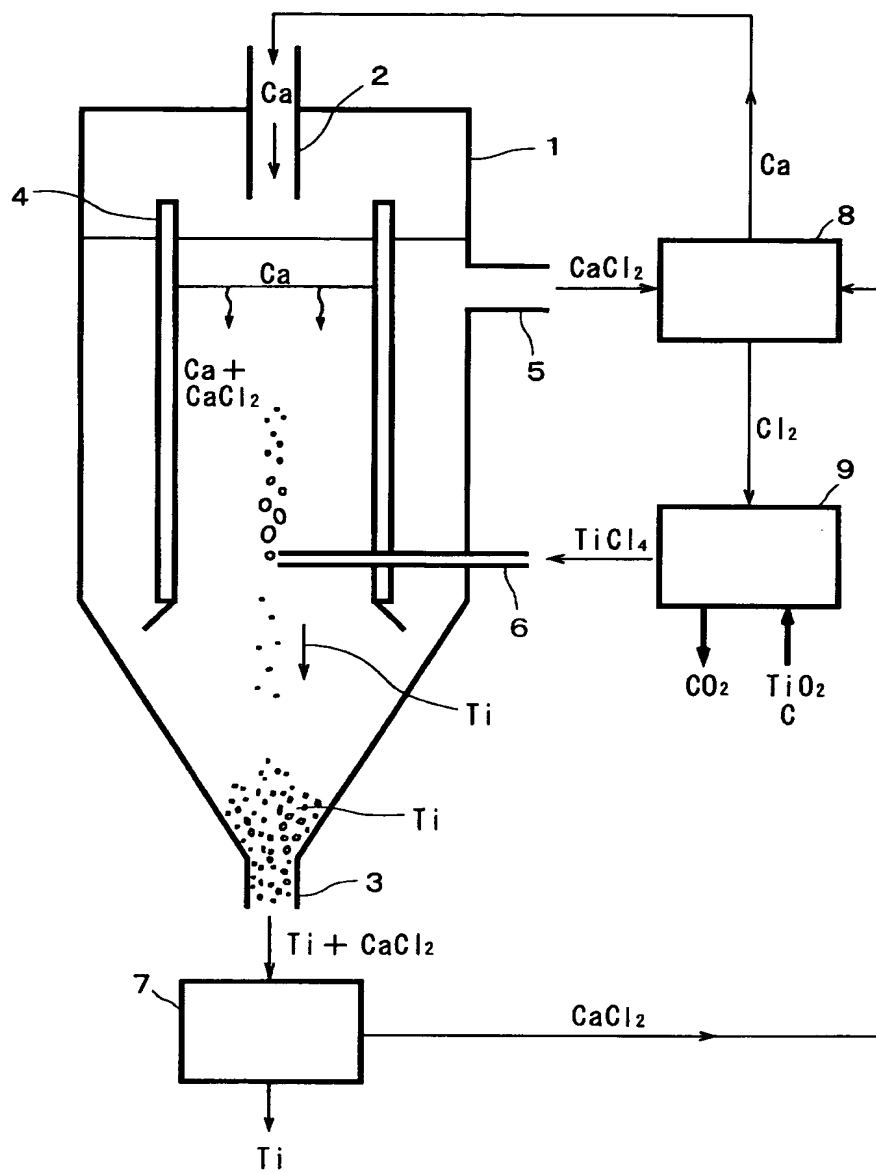 Ca
2
1
4
Ca
8
Ca
CaCl₂
5
Ca+
CaCl₂
Cl₂
9
TiCl₄
6
CO₂
TiO₂
C
Ti
Ti
3
Ti+CaCl₂
7
CaCl₂
Ti